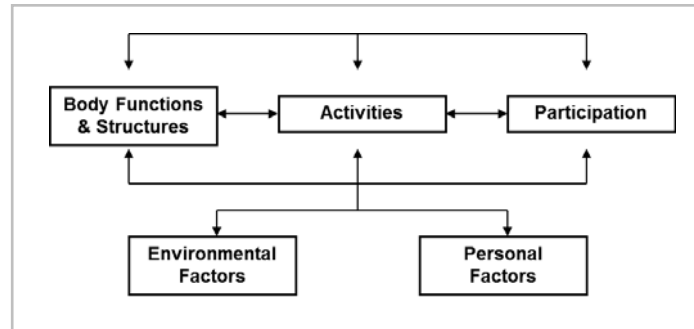 Body Functions
& Structures
Activities
Participation
Environmental
Factors
Personal
Factors